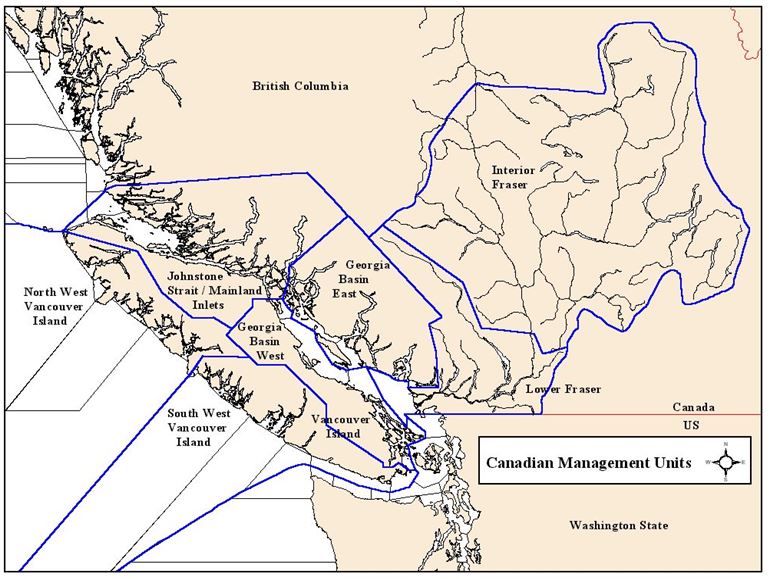 British Columbia
Interior
Fraser
Georgia
Basin
East
Johnstone
Strait / Mainland
Inlets
North West
Vancouver
Island
Georgia
Basin
West
Lower Fraser
South West
Vancouver
Island
Vancouver
Island
Canada
US
Canadian Management Units
N
W
E
S
Washington State